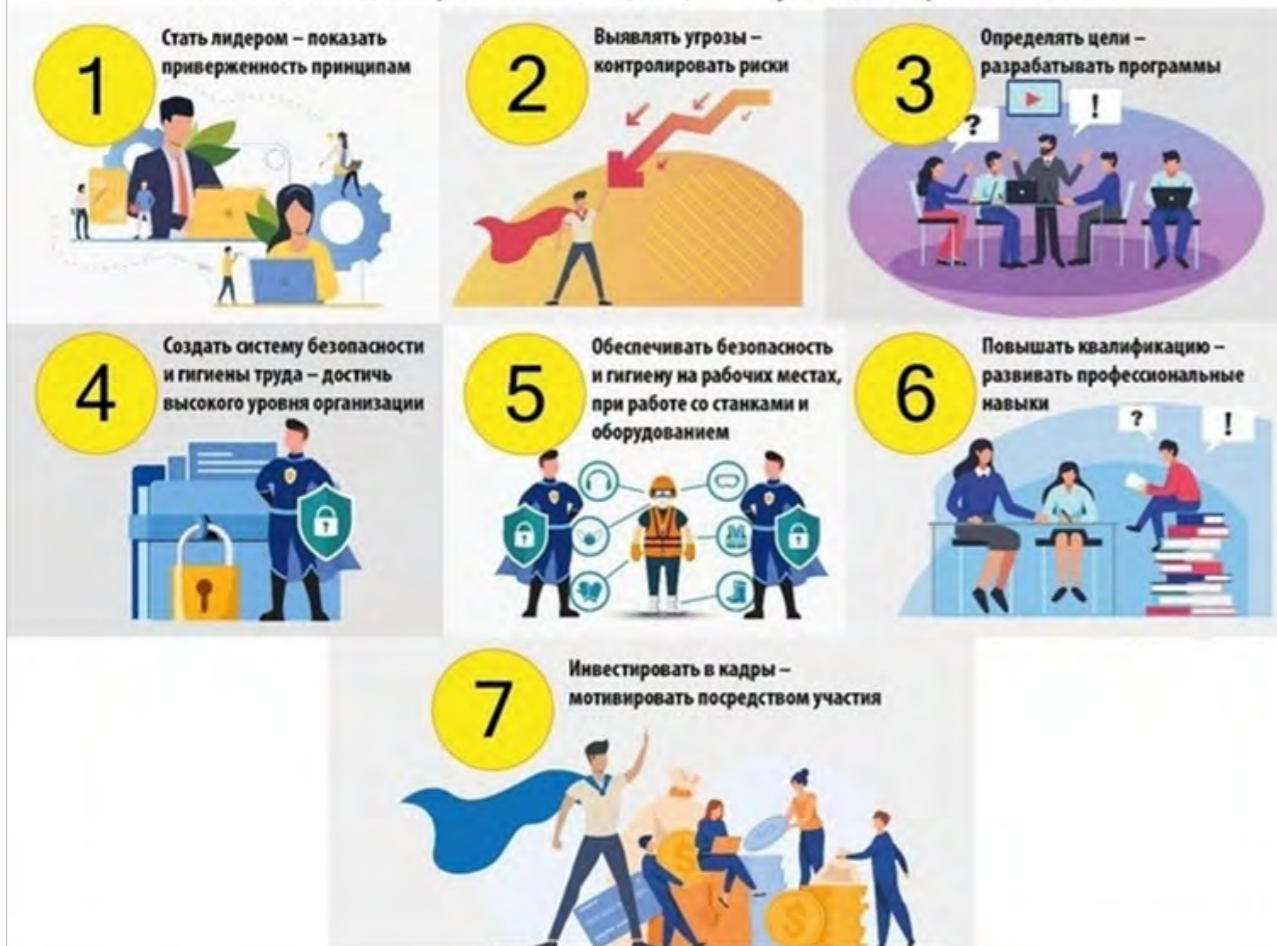 1
Стать лидером – показать
приверженность принципам
2
Выявлять угрозы –
контролировать риски
3
Определять цели –
разрабатывать программы
?
!
4
Создать систему безопасности
и гигиены труда – достичь
высокого уровня организации
5
Обеспечивать безопасность
и гигиену на рабочих местах,
при работе со станками и
оборудованием
6
Повышать квалификацию –
развивать профессиональные
навыки
?
!
7
Инвестировать в кадры –
мотивировать посредством участия
$
$